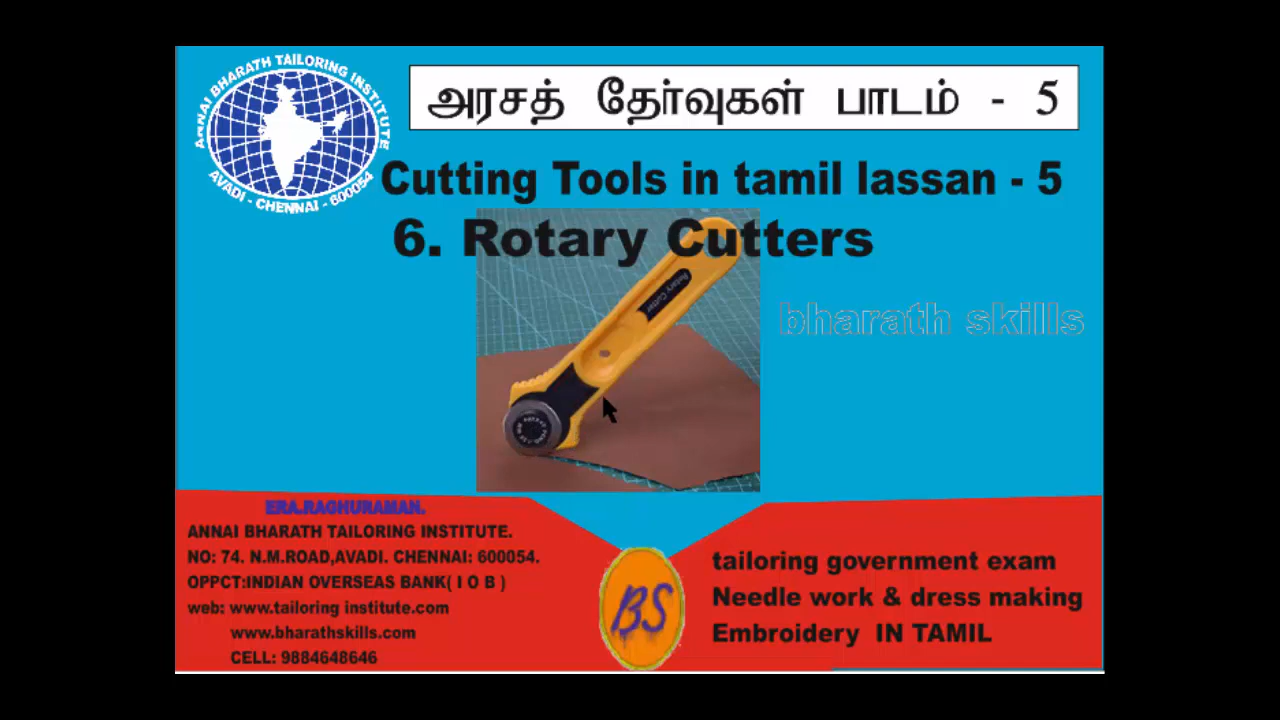 ANNAI BHARATH TAILORING INSTITUTE
AVADI - CHENNAI - 600054
அரசத் தேர்வுகள் பாடம் - 5
Cutting Tools in tamil lassan - 5
6. Rotary Cutters
Rotary Cutter
bharath skills
ERA.RAGHURAMAN.
ANNAI BHARATH TAILORING INSTITUTE.
NO: 74. N.M.ROAD,AVADI. CHENNAI: 600054.
OPPCT:INDIAN OVERSEAS BANK( I O B )
web: www.tailoring institute.com
www.bharathskills.com
CELL: 9884648646
BS
tailoring government exam
Needle work & dress making
Embroidery IN TAMIL